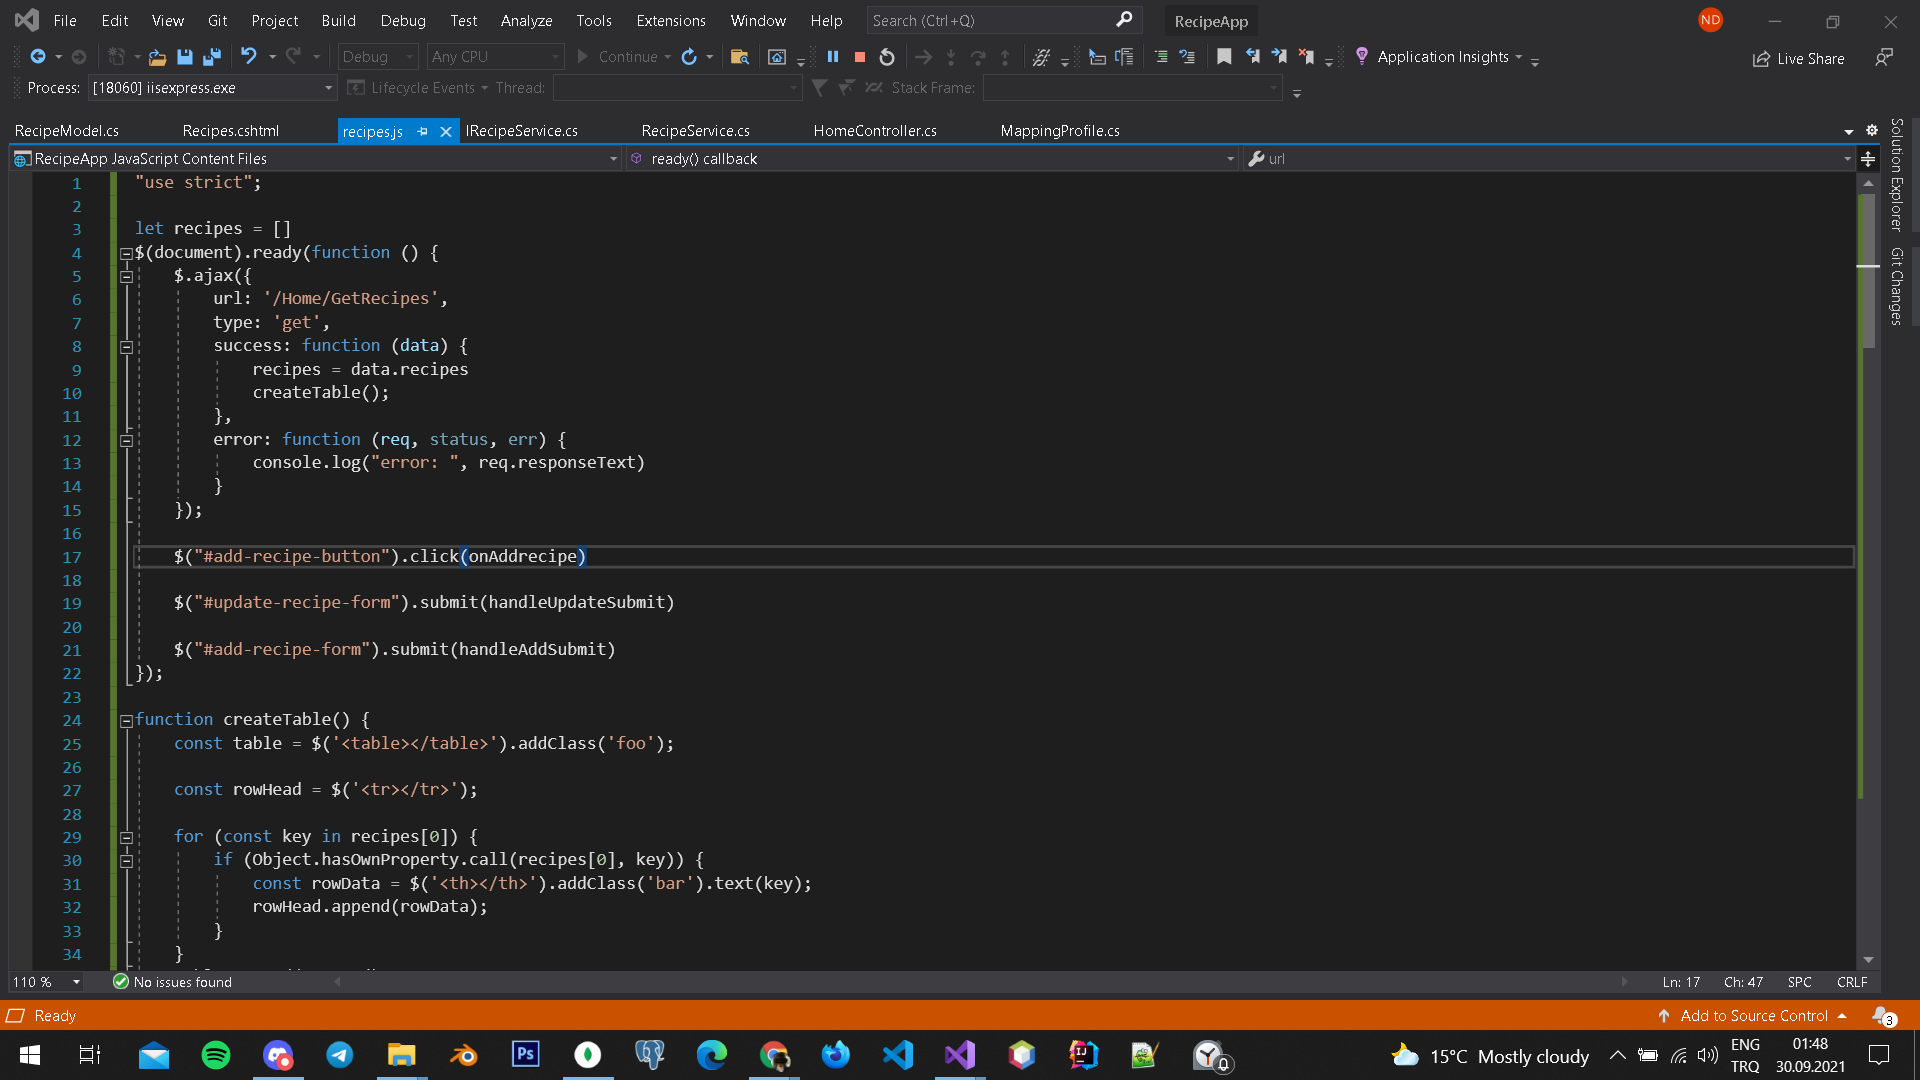 File Edit View Git Project Build Debug Test Analyze Tools Extensions Window Help Search (Ctrl+Q) RecipeApp ND
Debug Any CPU Continue Application Insights Live Share
Process: [18060] iisexpress.exe Lifecycle Events Thread: Stack Frame:
RecipeModel.cs Recipes.cshtml recipes.js IRecipeService.cs RecipeService.cs HomeController.cs MappingProfile.cs
RecipeApp JavaScript Content Files ready() callback url
Solution Explorer
Git Changes
1 "use strict";
2
3 let recipes = []
4 $(document).ready(function () {
5 $.ajax({
6 url: '/Home/GetRecipes',
7 type: 'get',
8 success: function (data) {
9 recipes = data.recipes
10 createTable();
11 },
12 error: function (req, status, err) {
13 console.log("error: ", req.responseText)
14 }
15 });
16
17 $("#add-recipe-button").click(onAddrecipe)
18
19 $("#update-recipe-form").submit(handleUpdateSubmit)
20
21 $("#add-recipe-form").submit(handleAddSubmit)
22 });
23
24 function createTable() {
25 const table = $('<table></table>').addClass('foo');
26
27 const rowHead = $('<tr></tr>');
28
29 for (const key in recipes[0]) {
30 if (Object.hasOwnProperty.call(recipes[0], key)) {
31 const rowData = $('<th></th>').addClass('bar').text(key);
32 rowHead.append(rowData);
33 }
34 }
110 % No issues found Ln: 17 Ch: 47 SPC CRLF
Ready Add to Source Control 3
Ps 15°C Mostly cloudy ENG 01:48
TRQ 30.09.2021